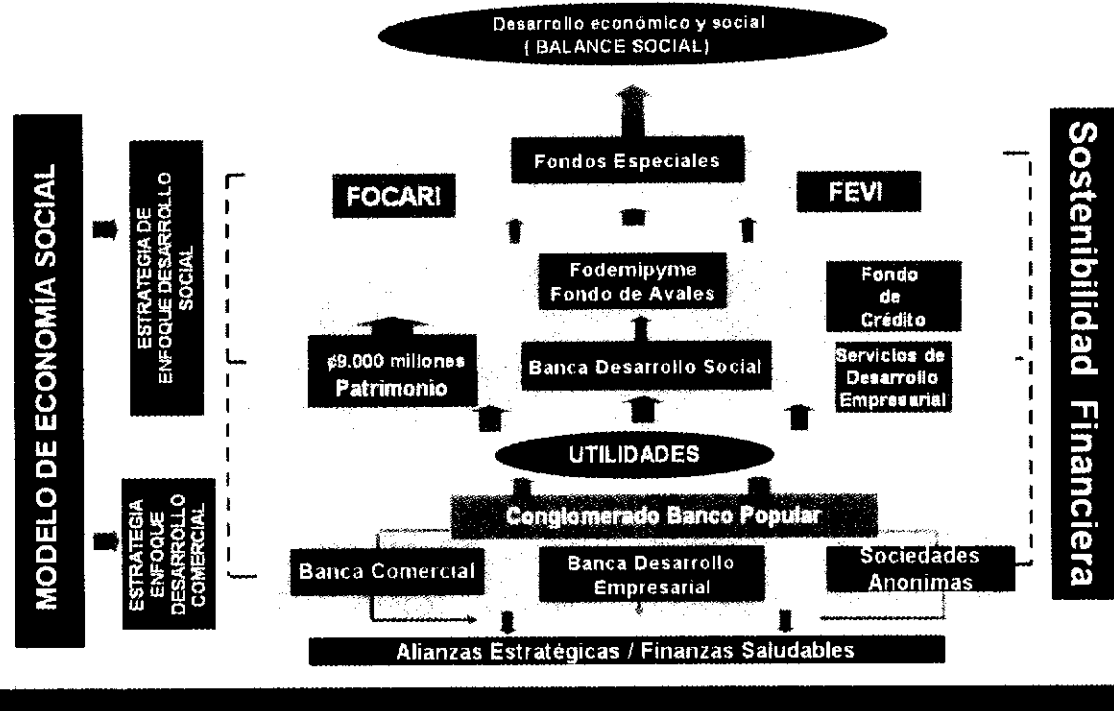 Desarrollo económico y social
( BALANCE SOCIAL)
MODELO DE ECONOMÍA SOCIAL
ESTRATEGIA DE
ENFOQUE DESARROLLO
SOCIAL
ESTRATEGIA
ENFOQUE
DESARROLLO
COMERCIAL
Fondos Especiales
FOCARI
FEVI
Fodemipyme
Fondo de Avales
Fondo
de
Crédito
¢9.000 millones
Patrimonio
Banca Desarrollo Social
Servicios de
Desarrollo
Empresarial
UTILIDADES
Conglomerado Banco Popular
Banca Comercial
Banca Desarrollo
Empresarial
Sociedades
Anonimas
Alianzas Estratégicas / Finanzas Saludables
Sostenibilidad Financiera